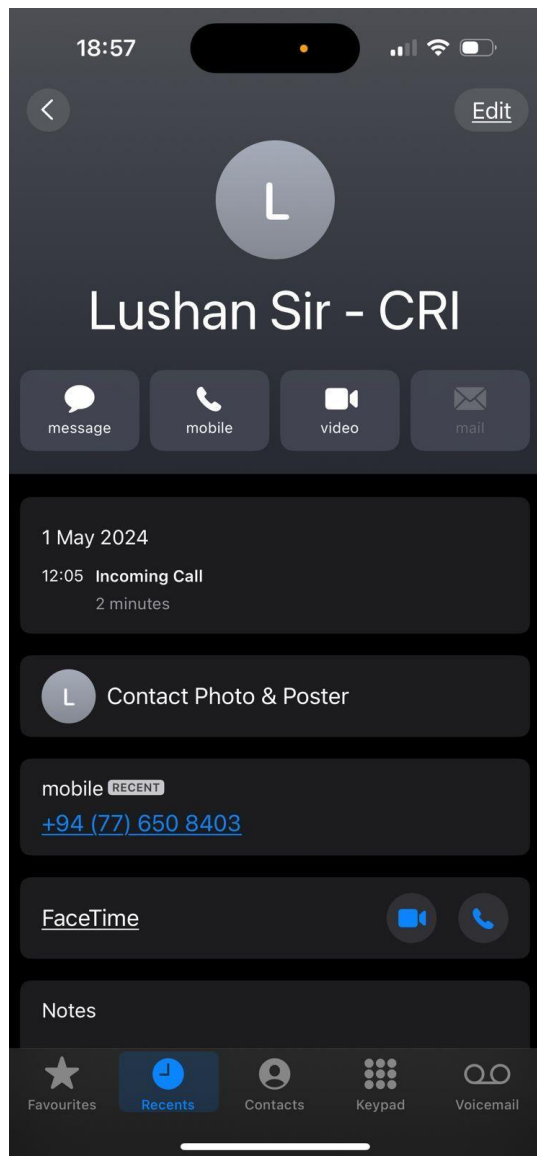 18:57
Edit
L
Lushan Sir - CRI
message mobile video mail
1 May 2024
12:05 Incoming Call
2 minutes
L Contact Photo & Poster
mobile RECENT
+94 (77) 650 8403
FaceTime
Notes
Favourites Recents Contacts Keypad Voicemail